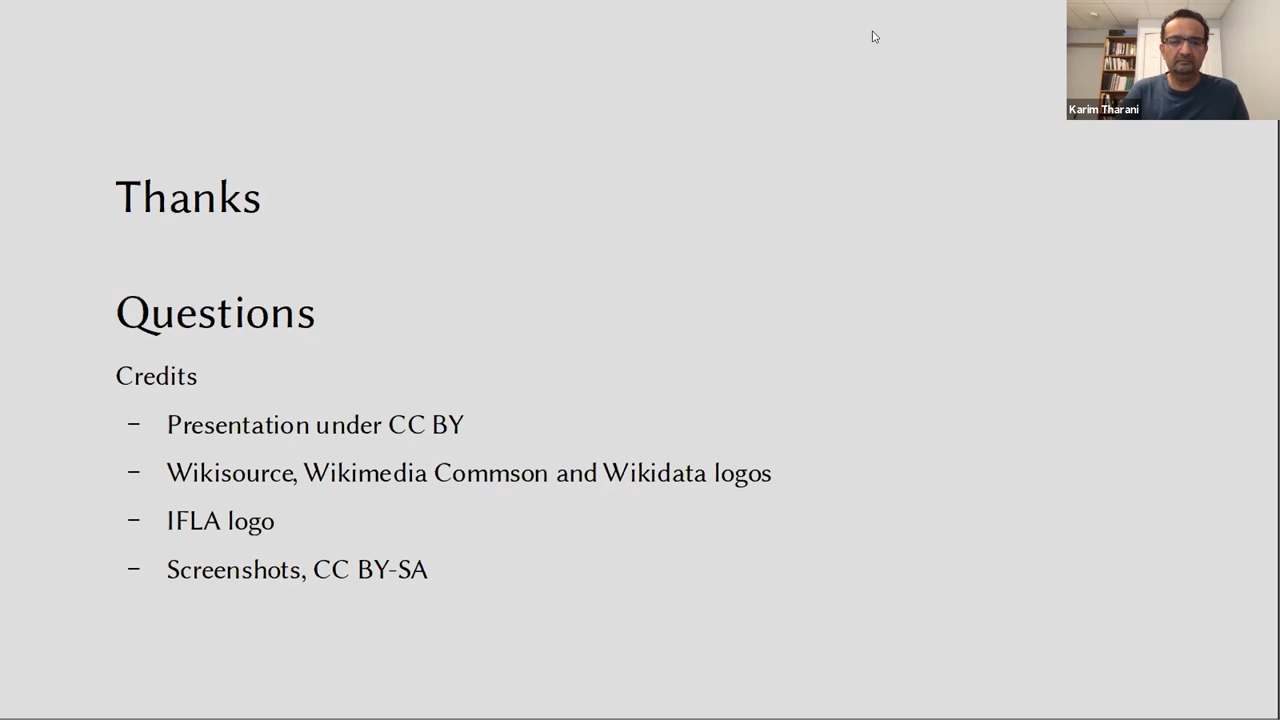 Karim Tharani
Thanks
Questions
Credits
– Presentation under CC BY
– Wikisource, Wikimedia Commson and Wikidata logos
– IFLA logo
– Screenshots, CC BY-SA